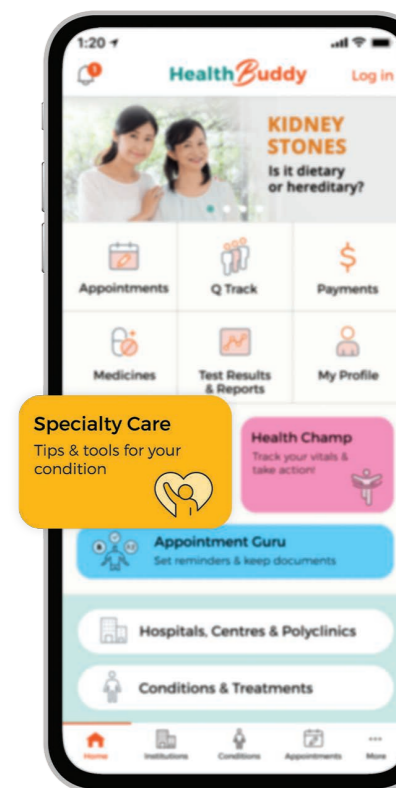 1:20
1
HealthBuddy
Log in
KIDNEY
STONES
Is it dietary
or hereditary?
Appointments
Q Track
Payments
Medicines
Test Results
& Reports
My Profile
Specialty Care
Tips & tools for your
condition
Health Champ
Track your vitals &
take action!
Appointment Guru
Set reminders & keep documents
Hospitals, Centres & Polyclinics
Conditions & Treatments
Home
Institutions
Conditions
Appointments
More